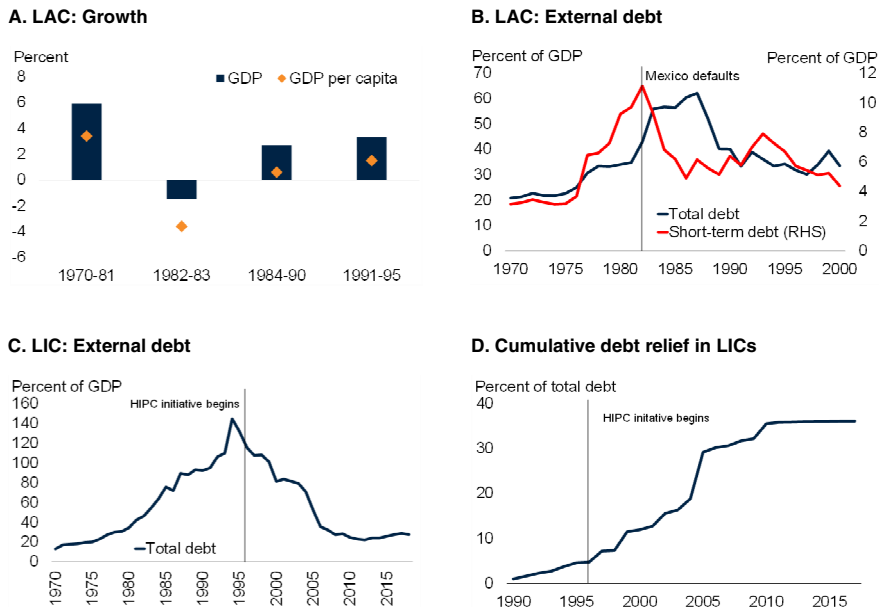 A. LAC: Growth
Percent
8
6
4
2
0
-2
-4
-6
GDP
GDP per capita
1970-81 1982-83 1984-90 1991-95
B. LAC: External debt
Percent of GDP
Percent of GDP
70
60
50
40
30
20
10
0
12
10
8
6
4
2
0
Mexico defaults
Total debt
Short-term debt (RHS)
1970 1975 1980 1985 1990 1995 2000
C. LIC: External debt
Percent of GDP
160
140
120
100
80
60
40
20
0
HIPC initiative begins
Total debt
1970 1975 1980 1985 1990 1995 2000 2005 2010 2015
D. Cumulative debt relief in LICs
Percent of total debt
40
30
20
10
0
HIPC initative begins
1990 1995 2000 2005 2010 2015